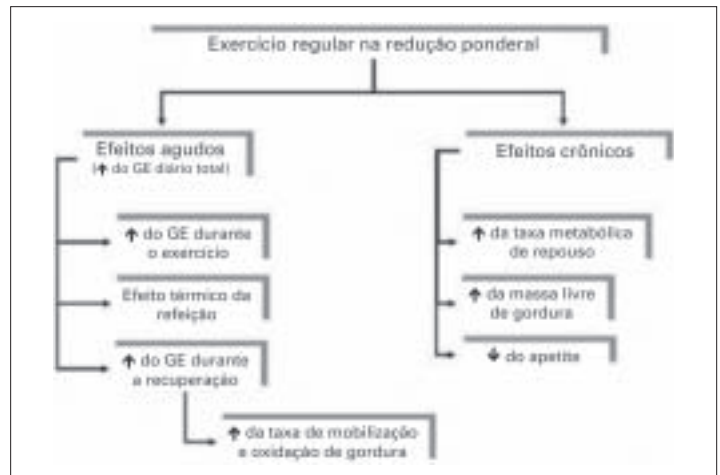 Exercício regular na redução ponderal
Efeitos agudos
(↑ do GE diário total)
↑ do GE durante
o exercício
Efeito térmico da
refeição
↑ do GE durante
a recuperação
↑ da taxa de mobilização
e oxidação de gordura
Efeitos crônicos
↑ da taxa metabólica
de repouso
↑ da massa livre
de gordura
↓ do apetite